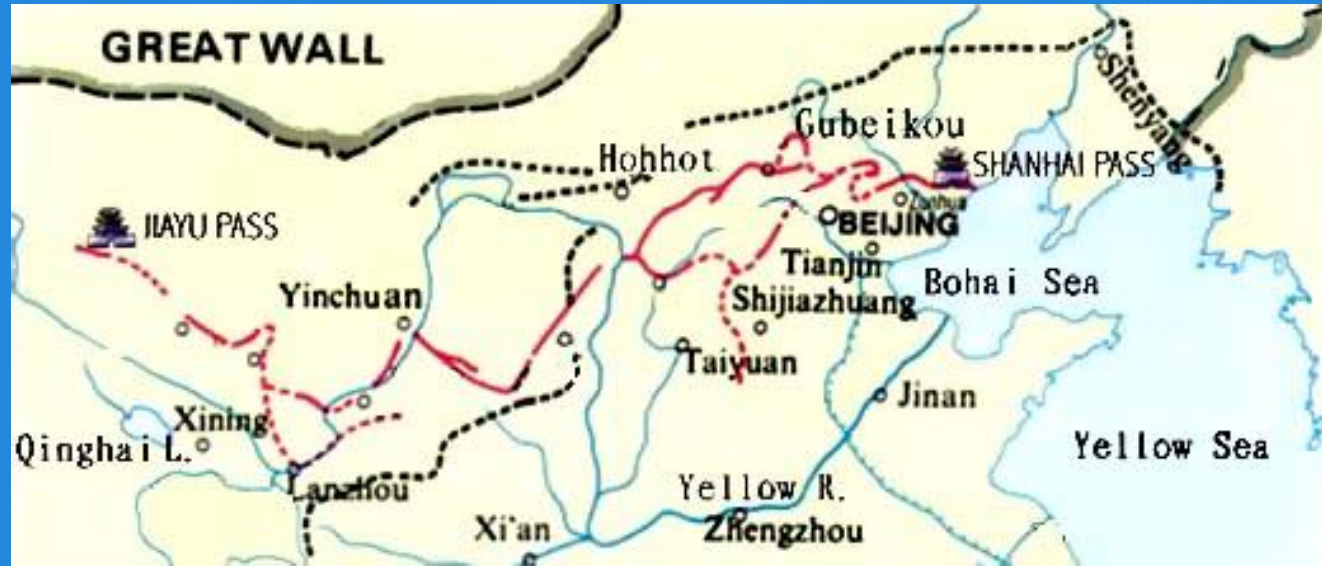 GREAT WALL
Gubeikou
Shenyang
Hohhot
SHANHAI PASS
Zunhua
JIAYU PASS
BEIJING
Tianjin
Bohai Sea
Yinchuan
Shijiazhuang
Taiyuan
Jinan
Xining
Qinghai L.
Yellow Sea
Lanzhou
Yellow R.
Xi'an
Zhengzhou